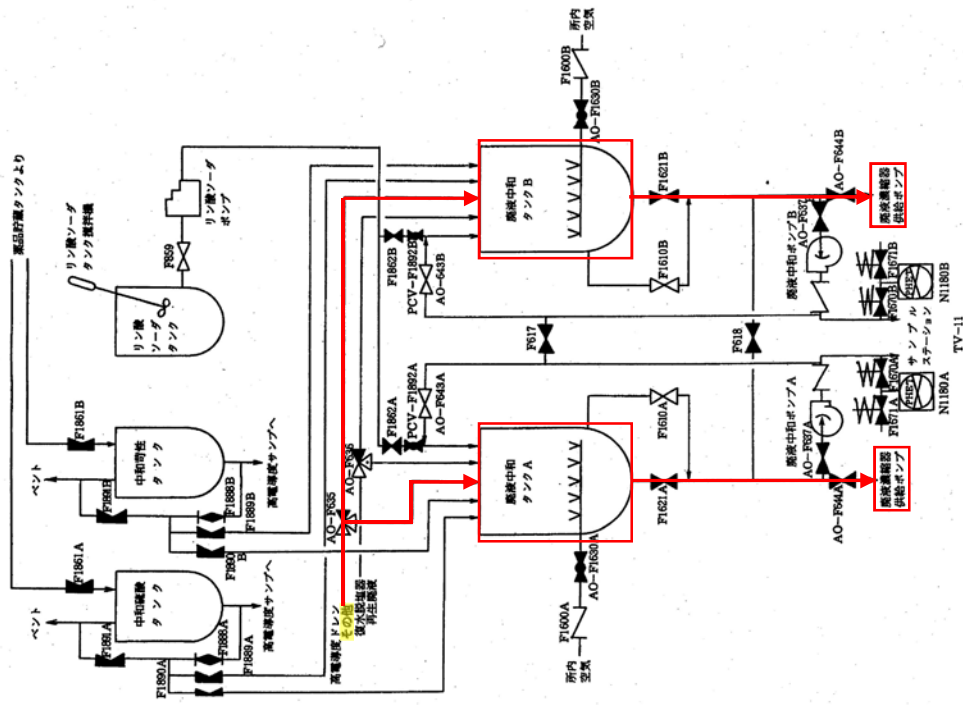 薬品貯蔵タンクより
リン酸ソーダ
タンク攪拌機
F859
リン酸ソーダ
ポンプ
リン酸
ソーダ
タンク
所内
空気
F1600B
AO-F1630B
廃液中和
タンクB
F1862B
PCV-F1892B
AO-643B
F1621B
F1610B
AO-F644B
廃液濃縮器
供給ポンプ
AO-F637
廃液中和ポンプB
F1671B
F1670B
N1180B
サンプル
ステーション
TV-11
F617
F618
ベント
F1861B
中和苛性
タンク
F1891B
F1888B
F1889B
F1890
B
高電導度サンプへ
ベント
F1861A
中和硫酸
タンク
F1891A
F1888A
F1889A
F1890A
高電導度サンプへ
高電導度ドレン
その他
復水脱塩器
再生廃液
AO-F635
AO-F636
F1862A
PCV-F1892A
AO-F643A
廃液中和
タンクA
F1600A
所内
空気
AO-F1630A
F1621A
F1610A
廃液中和ポンプA
AO-F637A
AO-F644A
F1670A
F1671A
N1180A
廃液濃縮器
供給ポンプ